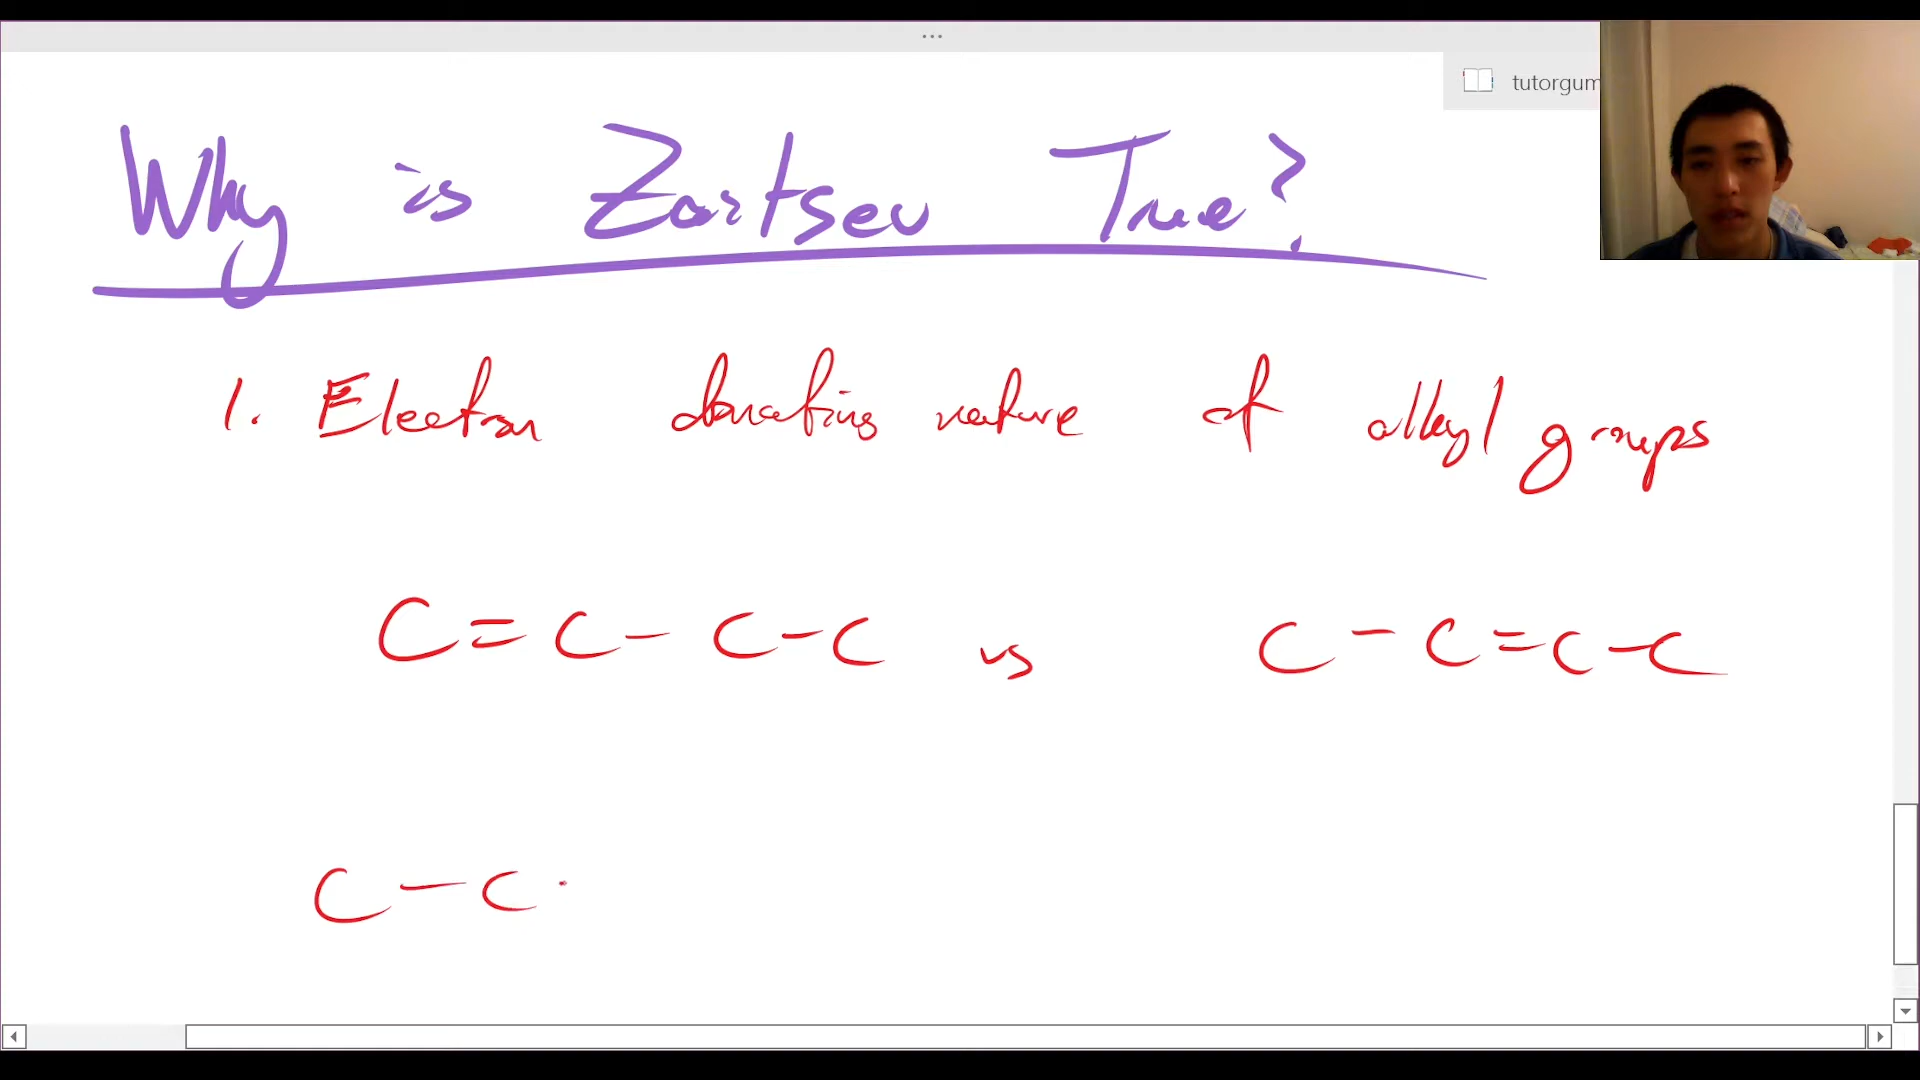 ...
tutorgum
Why is Zaitsev True?
1. Electron donating nature of alkyl groups
C=C-C-C vs C-C=C-C
C-C